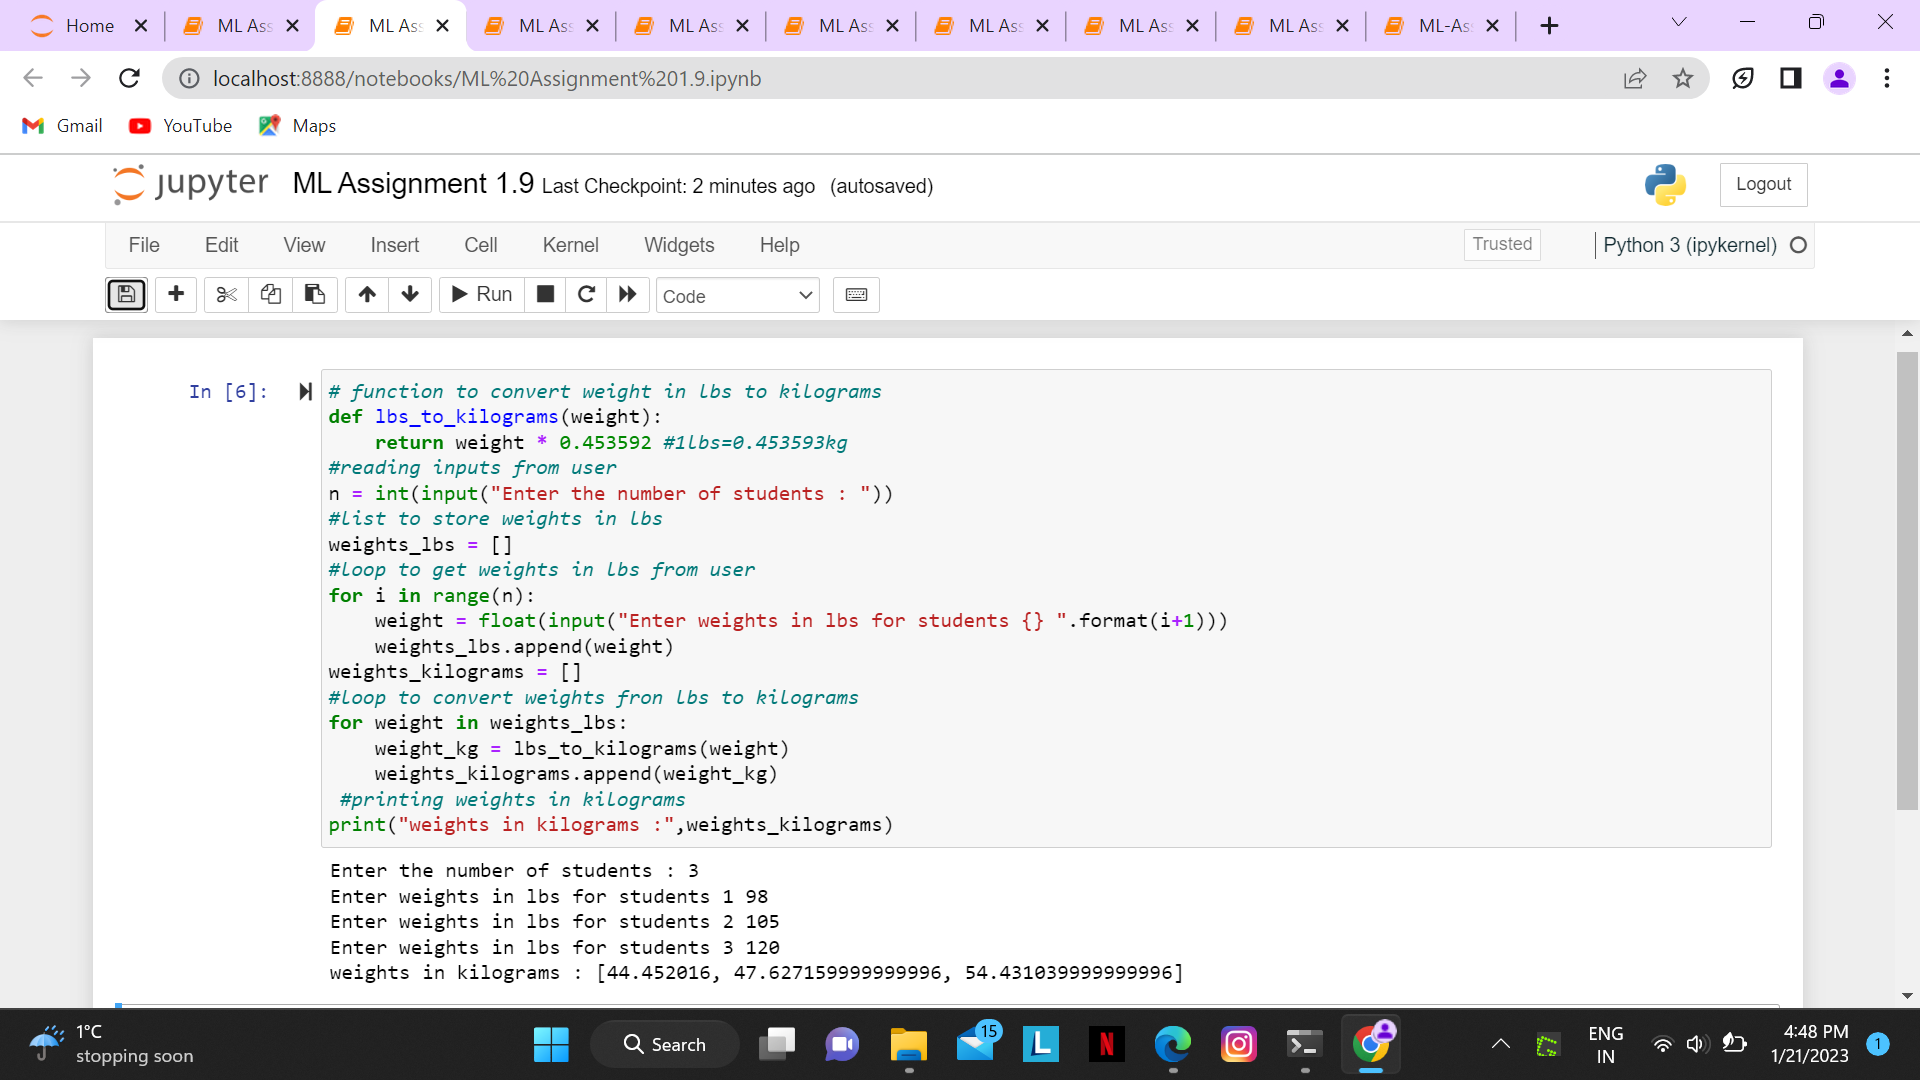 Home
ML Ass
ML Ass
ML Ass
ML Ass
ML Ass
ML Ass
ML Ass
ML Ass
ML-As
localhost:8888/notebooks/ML%20Assignment%201.9.ipynb
Gmail YouTube Maps
jupyter ML Assignment 1.9 Last Checkpoint: 2 minutes ago (autosaved)
Logout
File Edit View Insert Cell Kernel Widgets Help
Trusted
Python 3 (ipykernel)
Run
Code
In [6]:
# function to convert weight in lbs to kilograms
def lbs_to_kilograms(weight):
    return weight * 0.453592 #1lbs=0.453593kg
#reading inputs from user
n = int(input("Enter the number of students : "))
#list to store weights in lbs
weights_lbs = []
#loop to get weights in lbs from user
for i in range(n):
    weight = float(input("Enter weights in lbs for students {} ".format(i+1)))
    weights_lbs.append(weight)
weights_kilograms = []
#loop to convert weights fron lbs to kilograms
for weight in weights_lbs:
    weight_kg = lbs_to_kilograms(weight)
    weights_kilograms.append(weight_kg)
 #printing weights in kilograms
print("weights in kilograms :",weights_kilograms)
Enter the number of students : 3
Enter weights in lbs for students 1 98
Enter weights in lbs for students 2 105
Enter weights in lbs for students 3 120
weights in kilograms : [44.452016, 47.627159999999996, 54.431039999999996]
1°C
stopping soon
Search
15
L
N
ENG
IN
4:48 PM
1/21/2023
1